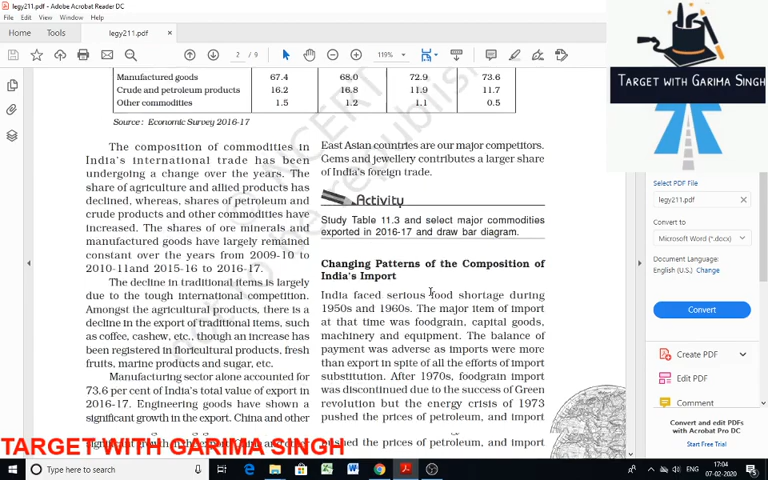 legy211.pdf - Adobe Acrobat Reader DC
File Edit View Window Help
Home Tools legy211.pdf ×
2 / 9 119%
Manufactured goods 67.4 68.0 72.9 73.6
Crude and petroleum products 16.2 16.8 11.9 11.7
Other commodities 1.5 1.2 1.1 0.5
Source : Economic Survey 2016-17
The composition of commodities in
India's international trade has been
undergoing a change over the years. The
share of agriculture and allied products has
declined, whereas, shares of petroleum and
crude products and other commodities have
increased. The shares of ore minerals and
manufactured goods have largely remained
constant over the years from 2009-10 to
2010-11and 2015-16 to 2016-17.
The decline in traditional items is largely
due to the tough international competition.
Amongst the agricultural products, there is a
decline in the export of traditional items, such
as coffee, cashew, etc., though an increase has
been registered in floricultural products, fresh
fruits, marine products and sugar, etc.
Manufacturing sector alone accounted for
73.6 per cent of India's total value of export in
2016-17. Engineering goods have shown a
significant growth in the export. China and other
East Asian countries are our major competitors.
Gems and jewellery contributes a larger share
of India's foreign trade.
Activity
Study Table 11.3 and select major commodities
exported in 2016-17 and draw bar diagram.
Changing Patterns of the Composition of
India's Import
India faced serious food shortage during
1950s and 1960s. The major item of import
at that time was foodgrain, capital goods,
machinery and equipment. The balance of
payment was adverse as imports were more
than export in spite of all the efforts of import
substitution. After 1970s, foodgrain import
was discontinued due to the success of Green
revolution but the energy crisis of 1973
pushed the prices of petroleum, and import
pushed the prices of petroleum, and import
TARGET WITH GARIMA SINGH
Select PDF File
legy211.pdf ×
Convert to
Microsoft Word (*.docx)
Document Language:
English (U.S.) Change
Convert
Create PDF
Edit PDF
Comment
Convert and edit PDFs
with Acrobat Pro DC
Start Free Trial
TARGET WITH GARIMA SINGH
Type here to search
17:04
07-02-2020